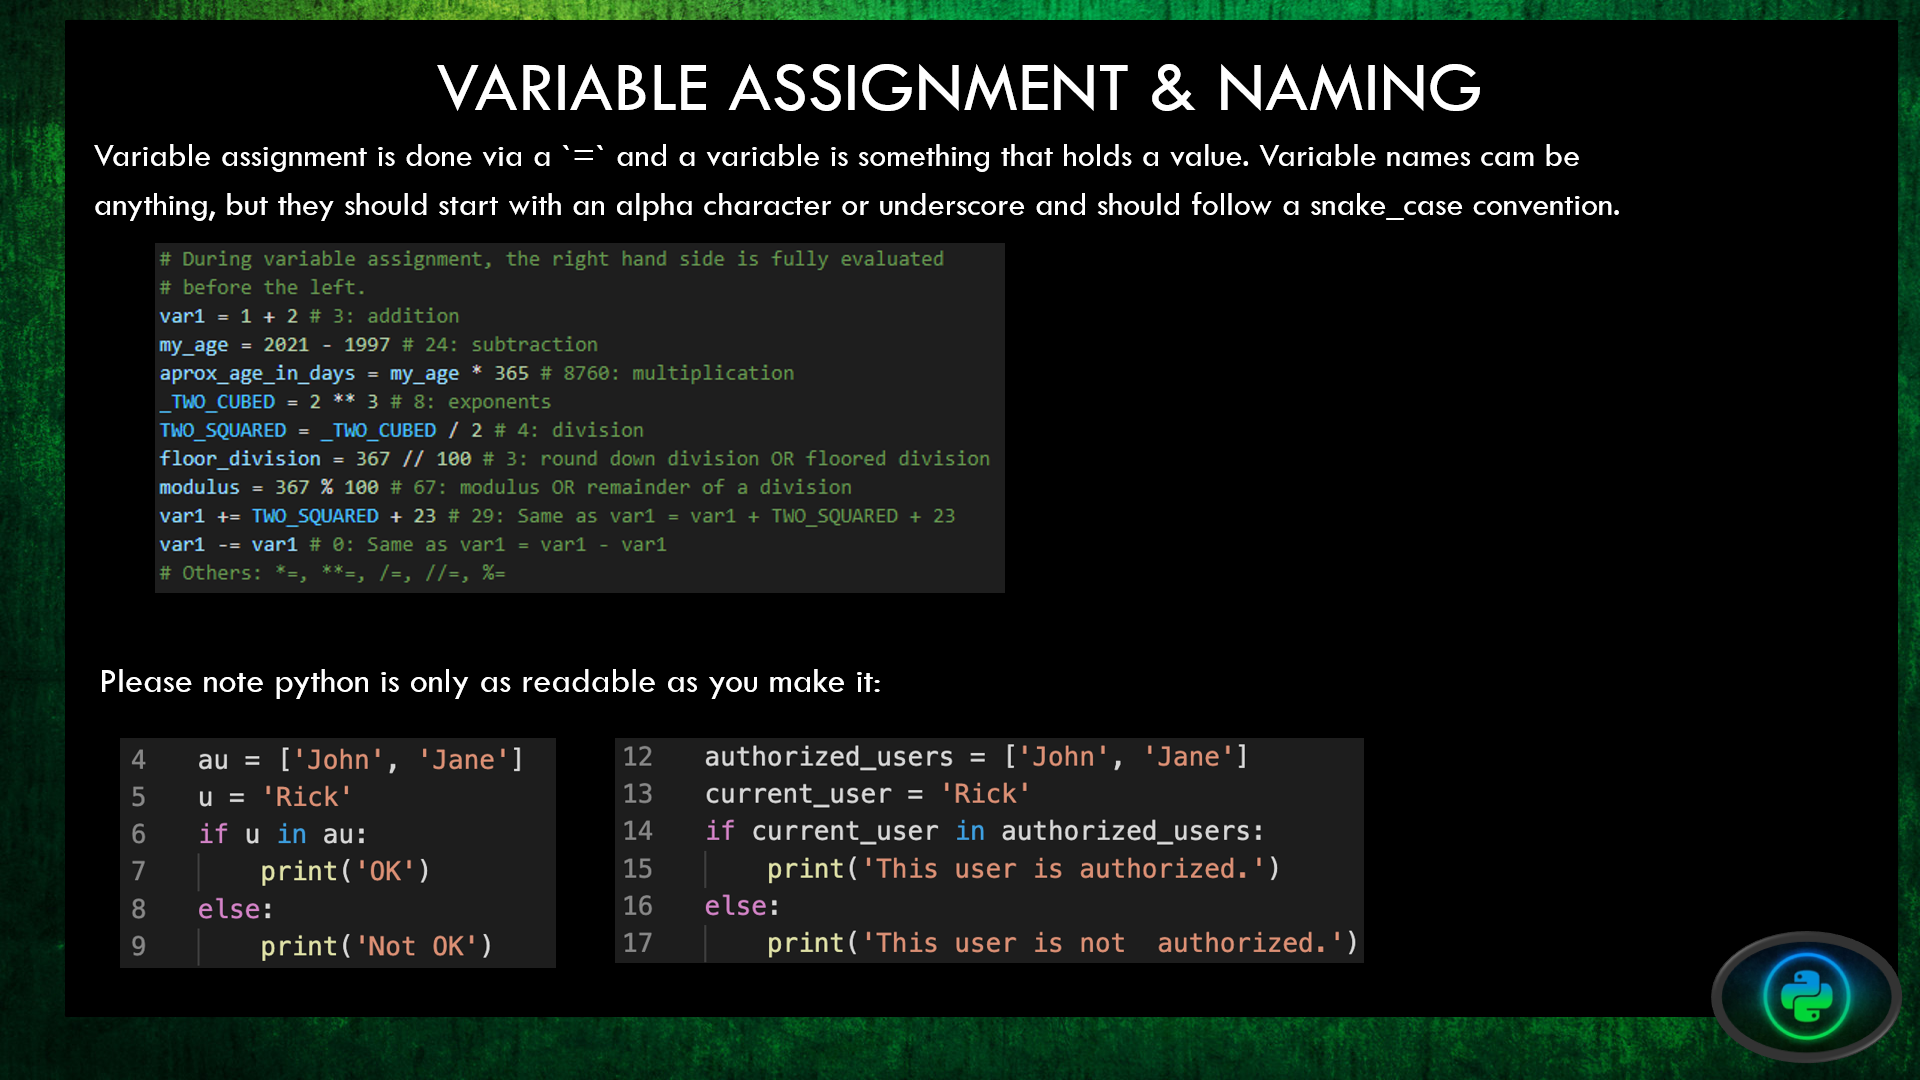 VARIABLE ASSIGNMENT & NAMING
Variable assignment is done via a `=` and a variable is something that holds a value. Variable names cam be
anything, but they should start with an alpha character or underscore and should follow a snake_case convention.
# During variable assignment, the right hand side is fully evaluated
# before the left.
var1 = 1 + 2 # 3: addition
my_age = 2021 - 1997 # 24: subtraction
aprox_age_in_days = my_age * 365 # 8760: multiplication
_TWO_CUBED = 2 ** 3 # 8: exponents
TWO_SQUARED = _TWO_CUBED / 2 # 4: division
floor_division = 367 // 100 # 3: round down division OR floored division
modulus = 367 % 100 # 67: modulus OR remainder of a division
var1 += TWO_SQUARED + 23 # 29: Same as var1 = var1 + TWO_SQUARED + 23
var1 -= var1 # 0: Same as var1 = var1 - var1
# Others: *=, **=, /=, //=, %=
Please note python is only as readable as you make it:
4 au = ['John', 'Jane']
5 u = 'Rick'
6 if u in au:
7 print('OK')
8 else:
9 print('Not OK')
12 authorized_users = ['John', 'Jane']
13 current_user = 'Rick'
14 if current_user in authorized_users:
15 print('This user is authorized.')
16 else:
17 print('This user is not  authorized.')